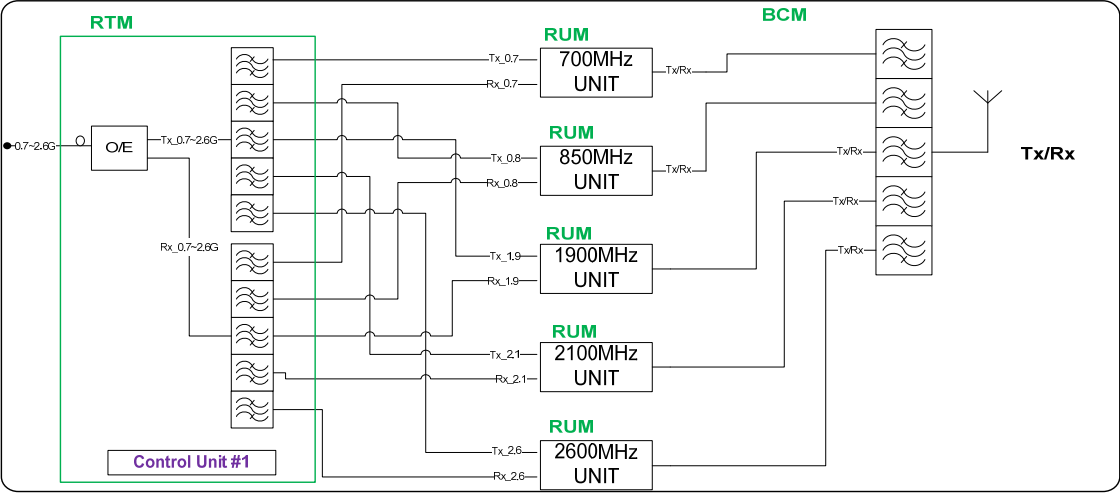 RTM
BCM
RUM
700MHz
UNIT
Tx_0.7
Rx_0.7
Tx/Rx
0.7~2.6G
O/E
Tx_0.7~2.6G
Rx_0.7~2.6G
RUM
850MHz
UNIT
Tx_0.8
Rx_0.8
Tx/Rx
Tx/Rx
Tx/Rx
Tx/Rx
Tx/Rx
RUM
1900MHz
UNIT
Tx_1.9
Rx_1.9
RUM
2100MHz
UNIT
Tx_2.1
Rx_2.1
RUM
2600MHz
UNIT
Tx_2.6
Rx_2.6
Control Unit #1